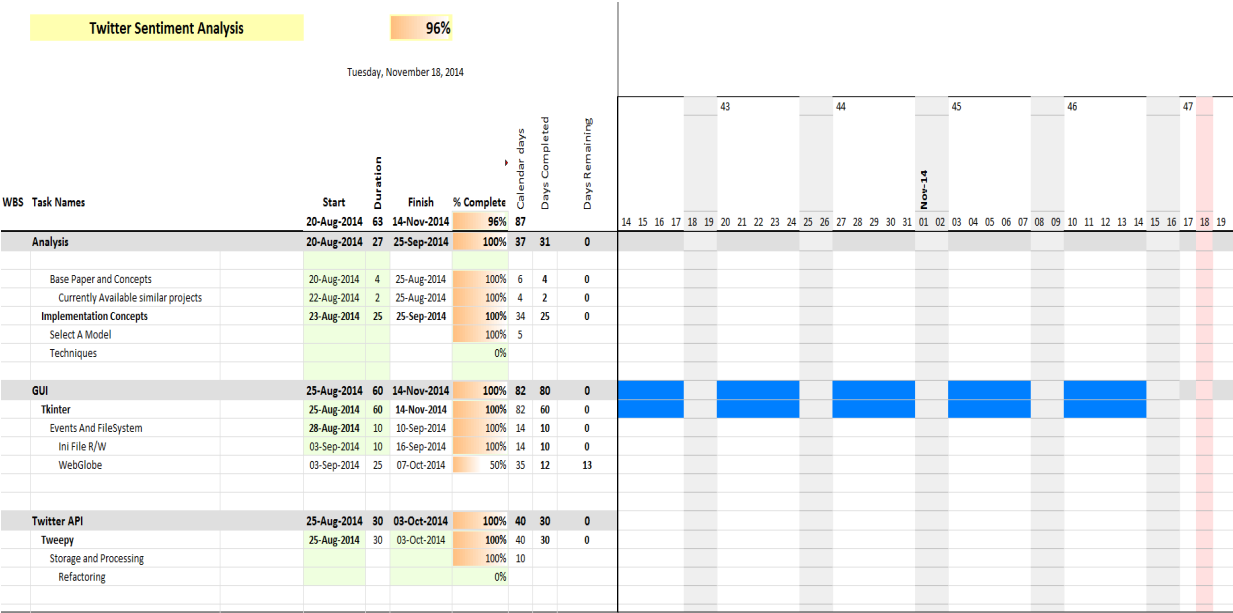 Twitter Sentiment Analysis 96%
Tuesday, November 18, 2014
43 44 45 46 47
Nov-14
WBS Task Names Start Duration Finish % Complete Calendar days Days Completed Days Remaining
20-Aug-2014 63 14-Nov-2014 96% 87 14 15 16 17 18 19 20 21 22 23 24 25 26 27 28 29 30 31 01 02 03 04 05 06 07 08 09 10 11 12 13 14 15 16 17 18 19
Analysis 20-Aug-2014 27 25-Sep-2014 100% 37 31 0
Base Paper and Concepts 20-Aug-2014 4 25-Aug-2014 100% 6 4 0
Currently Available similar projects 22-Aug-2014 2 25-Aug-2014 100% 4 2 0
Implementation Concepts 23-Aug-2014 25 25-Sep-2014 100% 34 25 0
Select A Model 100% 5
Techniques 0%
GUI 25-Aug-2014 60 14-Nov-2014 100% 82 80 0
Tkinter 25-Aug-2014 60 14-Nov-2014 100% 82 60 0
Events And FileSystem 28-Aug-2014 10 10-Sep-2014 100% 14 10 0
Ini File R/W 03-Sep-2014 10 16-Sep-2014 100% 14 10 0
WebGlobe 03-Sep-2014 25 07-Oct-2014 50% 35 12 13
Twitter API 25-Aug-2014 30 03-Oct-2014 100% 40 30 0
Tweepy 25-Aug-2014 30 03-Oct-2014 100% 40 30 0
Storage and Processing 100% 10
Refactoring 0%